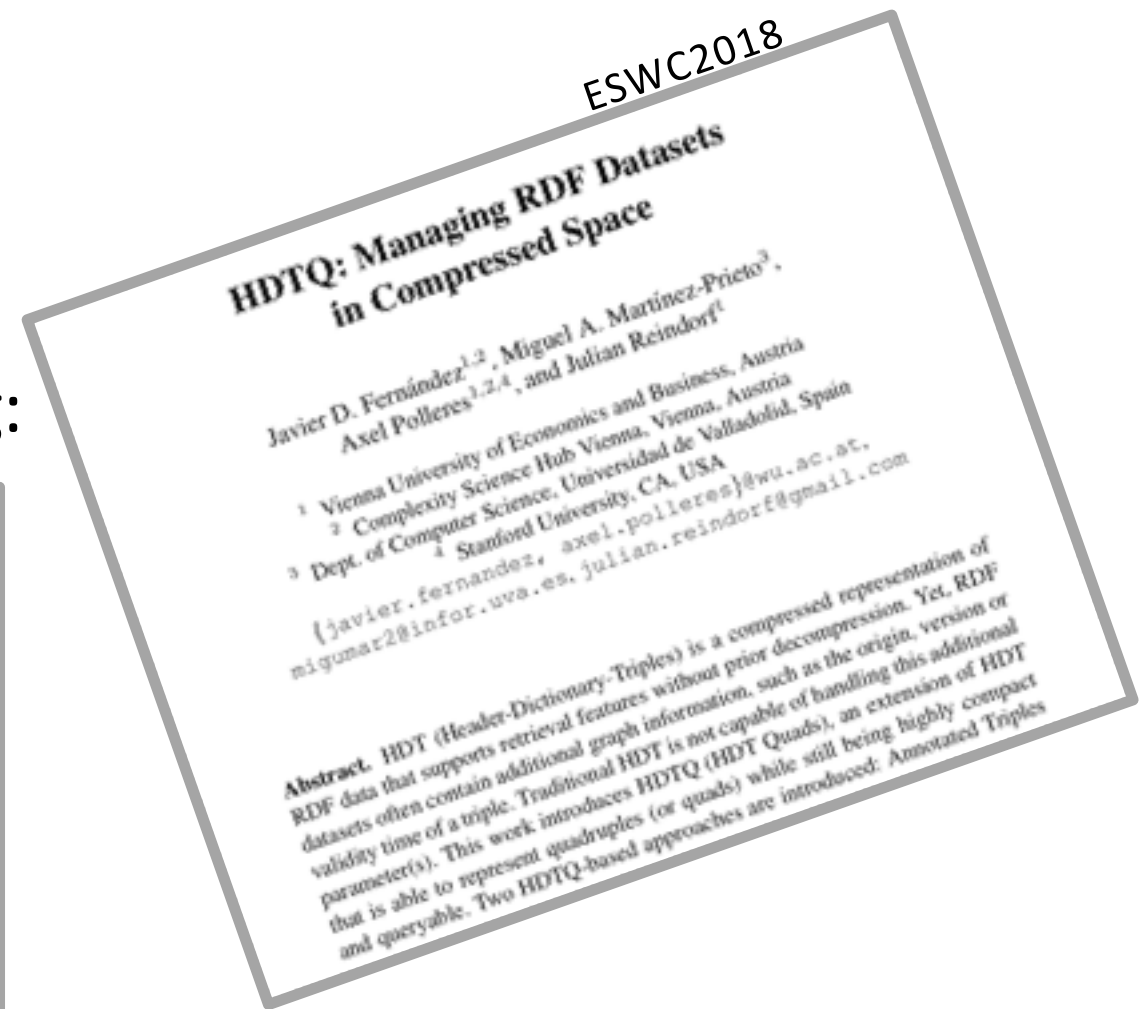 ESWC2018
HDTQ: Managing RDF Datasets
in Compressed Space
Javier D. Fernández1,2, Miguel A. Martínez-Prieto3,
Axel Polleres1,2,4, and Julian Reindorf1
1 Vienna University of Economics and Business, Austria
2 Complexity Science Hub Vienna, Vienna, Austria
3 Dept. of Computer Science, Universidad de Valladolid, Spain
4 Stanford University, CA, USA
{javier.fernandez, axel.polleres}@wu.ac.at,
migumar2@infor.uva.es, julian.reindorf@gmail.com
Abstract. HDT (Header-Dictionary-Triples) is a compressed representation of
RDF data that supports retrieval features without prior decompression. Yet, RDF
datasets often contain additional graph information, such as the origin, version or
validity time of a triple. Traditional HDT is not capable of handling this additional
parameter(s). This work introduces HDTQ (HDT Quads), an extension of HDT
that is able to represent quadruples (or quads) while still being highly compact
and queryable. Two HDTQ-based approaches are introduced: Annotated Triples